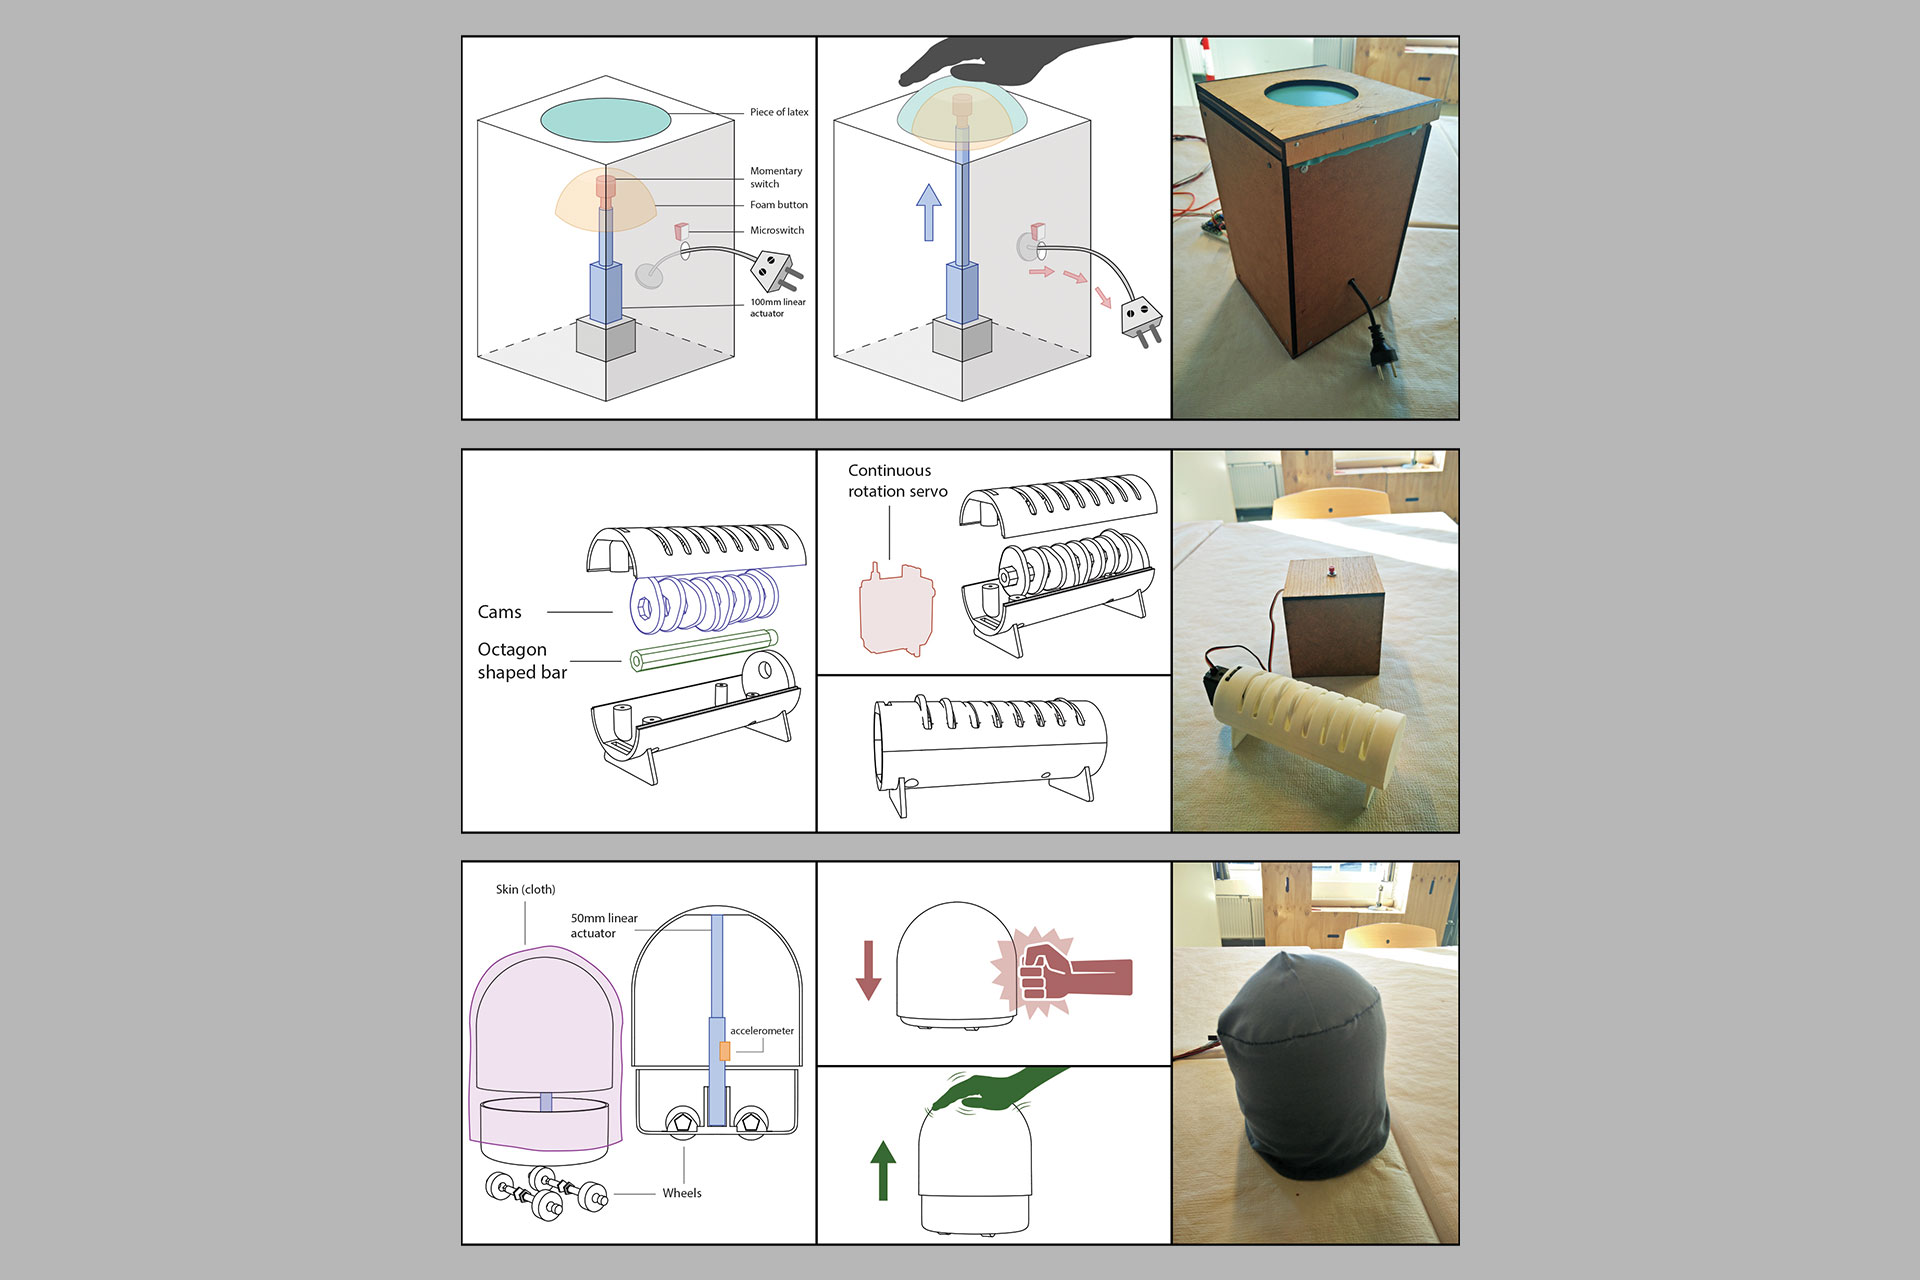 Piece of latex
Momentary
switch
Foam button
Microswitch
100mm linear
actuator
Cams
Octagon
shaped bar
Continuous
rotation servo
Skin (cloth)
50mm linear
actuator
accelerometer
Wheels